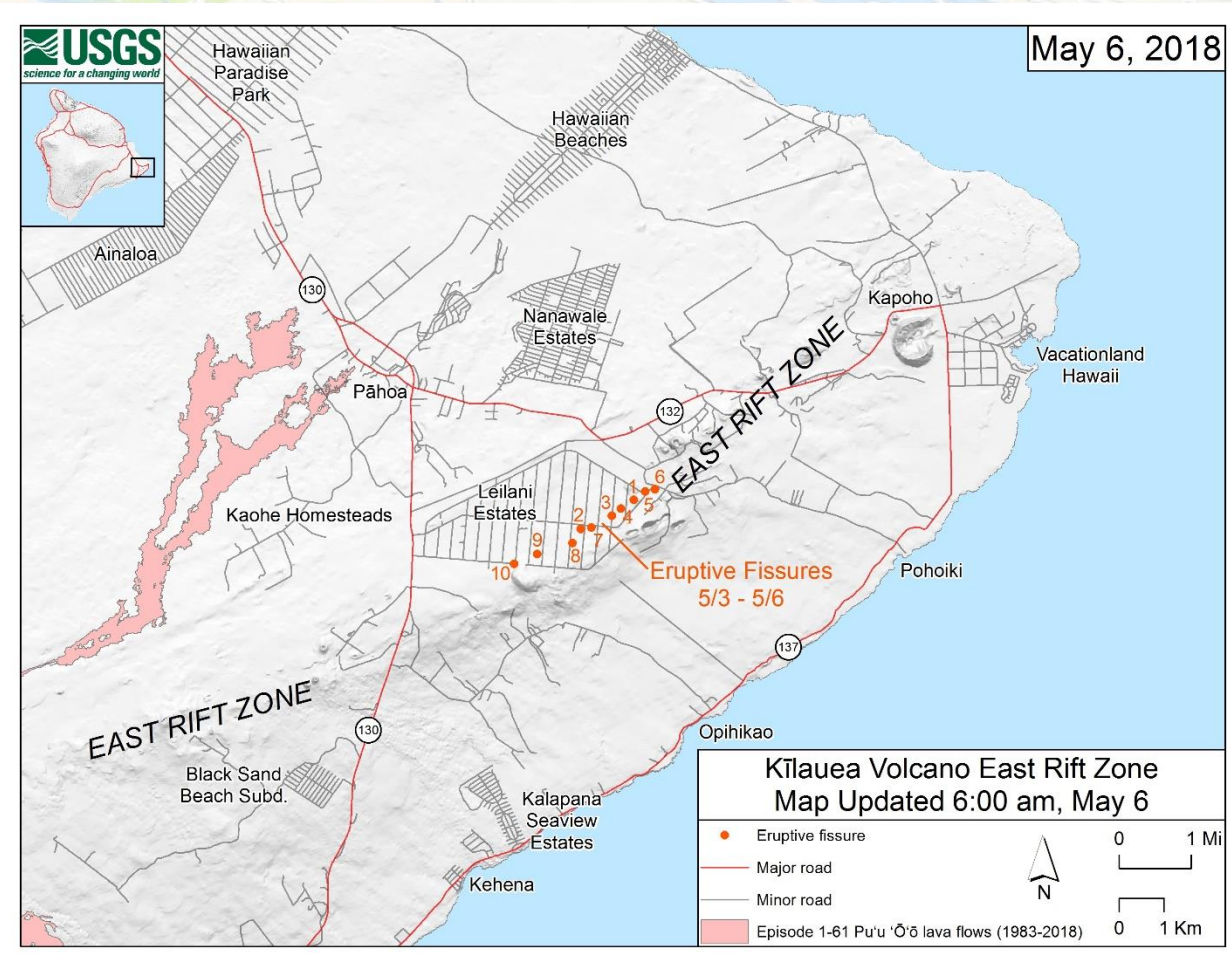 USGS
science for a changing world
May 6, 2018
Hawaiian
Paradise
Park
Hawaiian
Beaches
Ainaloa
130
Nanawale
Estates
Kapoho
Vacationland
Hawaii
Pāhoa
132
EAST RIFT ZONE
Leilani
Estates
Kaohe Homesteads
6
1
5
3
4
2
7
9
8
10
Eruptive Fissures
5/3 - 5/6
Pohoiki
137
EAST RIFT ZONE
130
Opihikao
Black Sand
Beach Subd.
Kalapana
Seaview
Estates
Kehena
Kīlauea Volcano East Rift Zone
Map Updated 6:00 am, May 6
Eruptive fissure
Major road
Minor road
Episode 1-61 Pu‘u ‘Ō‘ō lava flows (1983-2018)
N
0 1 Mi
0 1 Km